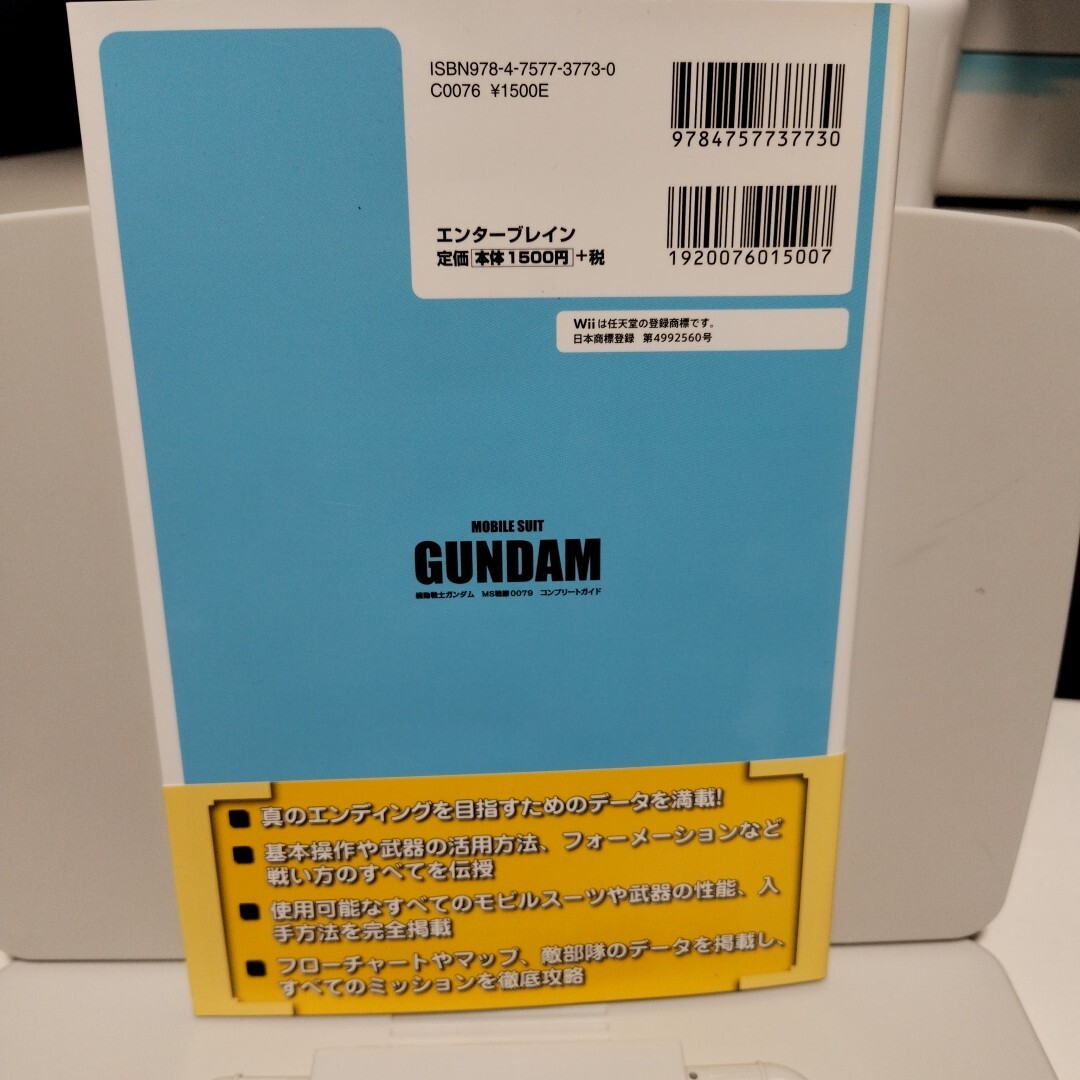 ISBN978-4-7577-3773-0
C0076 ¥1500E
9784757737730
1920076015007
エンターブレイン
定価 本体1500円 +税
Wiiは任天堂の登録商標です。
日本商標登録 第4992560号
MOBILE SUIT
GUNDAM
機動戦士ガンダム MS戦線0079 コンプリートガイド
■ 真のエンディングを目指すためのデータを満載!
■ 基本操作や武器の活用方法、フォーメーションなど
戦い方のすべてを伝授
■ 使用可能なすべてのモビルスーツや武器の性能、入
手方法を完全掲載
■ フローチャートやマップ、敵部隊のデータを掲載し、
すべてのミッションを徹底攻略